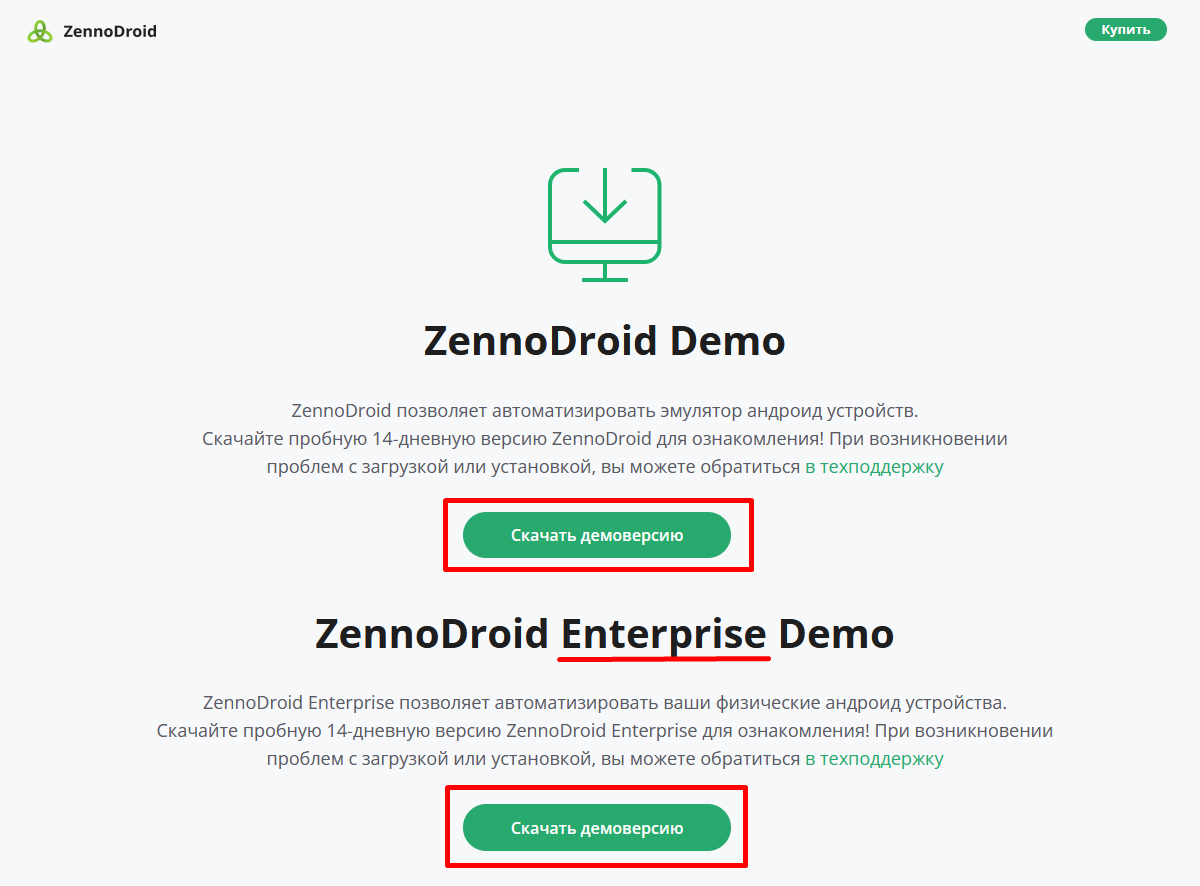 ZennoDroid
Купить
ZennoDroid Demo
ZennoDroid позволяет автоматизировать эмулятор андроид устройств.
Скачайте пробную 14-дневную версию ZennoDroid для ознакомления! При возникновении
проблем с загрузкой или установкой, вы можете обратиться в техподдержку
Скачать демоверсию
ZennoDroid Enterprise Demo
ZennoDroid Enterprise позволяет автоматизировать ваши физические андроид устройства.
Скачайте пробную 14-дневную версию ZennoDroid Enterprise для ознакомления! При возникновении
проблем с загрузкой или установкой, вы можете обратиться в техподдержку
Скачать демоверсию